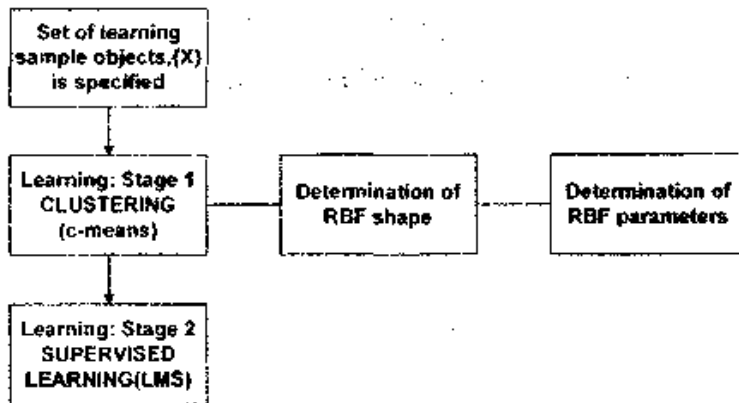 Set of learning
sample objects,{X}
is specified
Learning: Stage 1
CLUSTERING
(c-means)
Determination of
RBF shape
Determination of
RBF parameters
Learning: Stage 2
SUPERVISED
LEARNING(LMS)